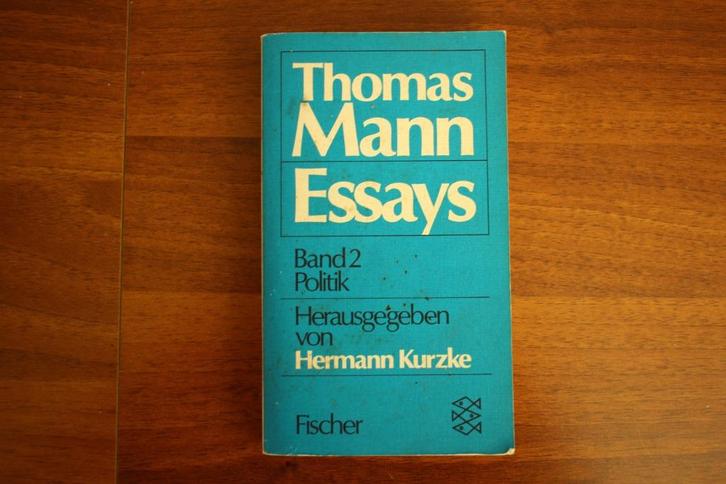 Thomas
Mann
Essays
Band 2
Politik
Herausgegeben
von
Hermann Kurzke
Fischer